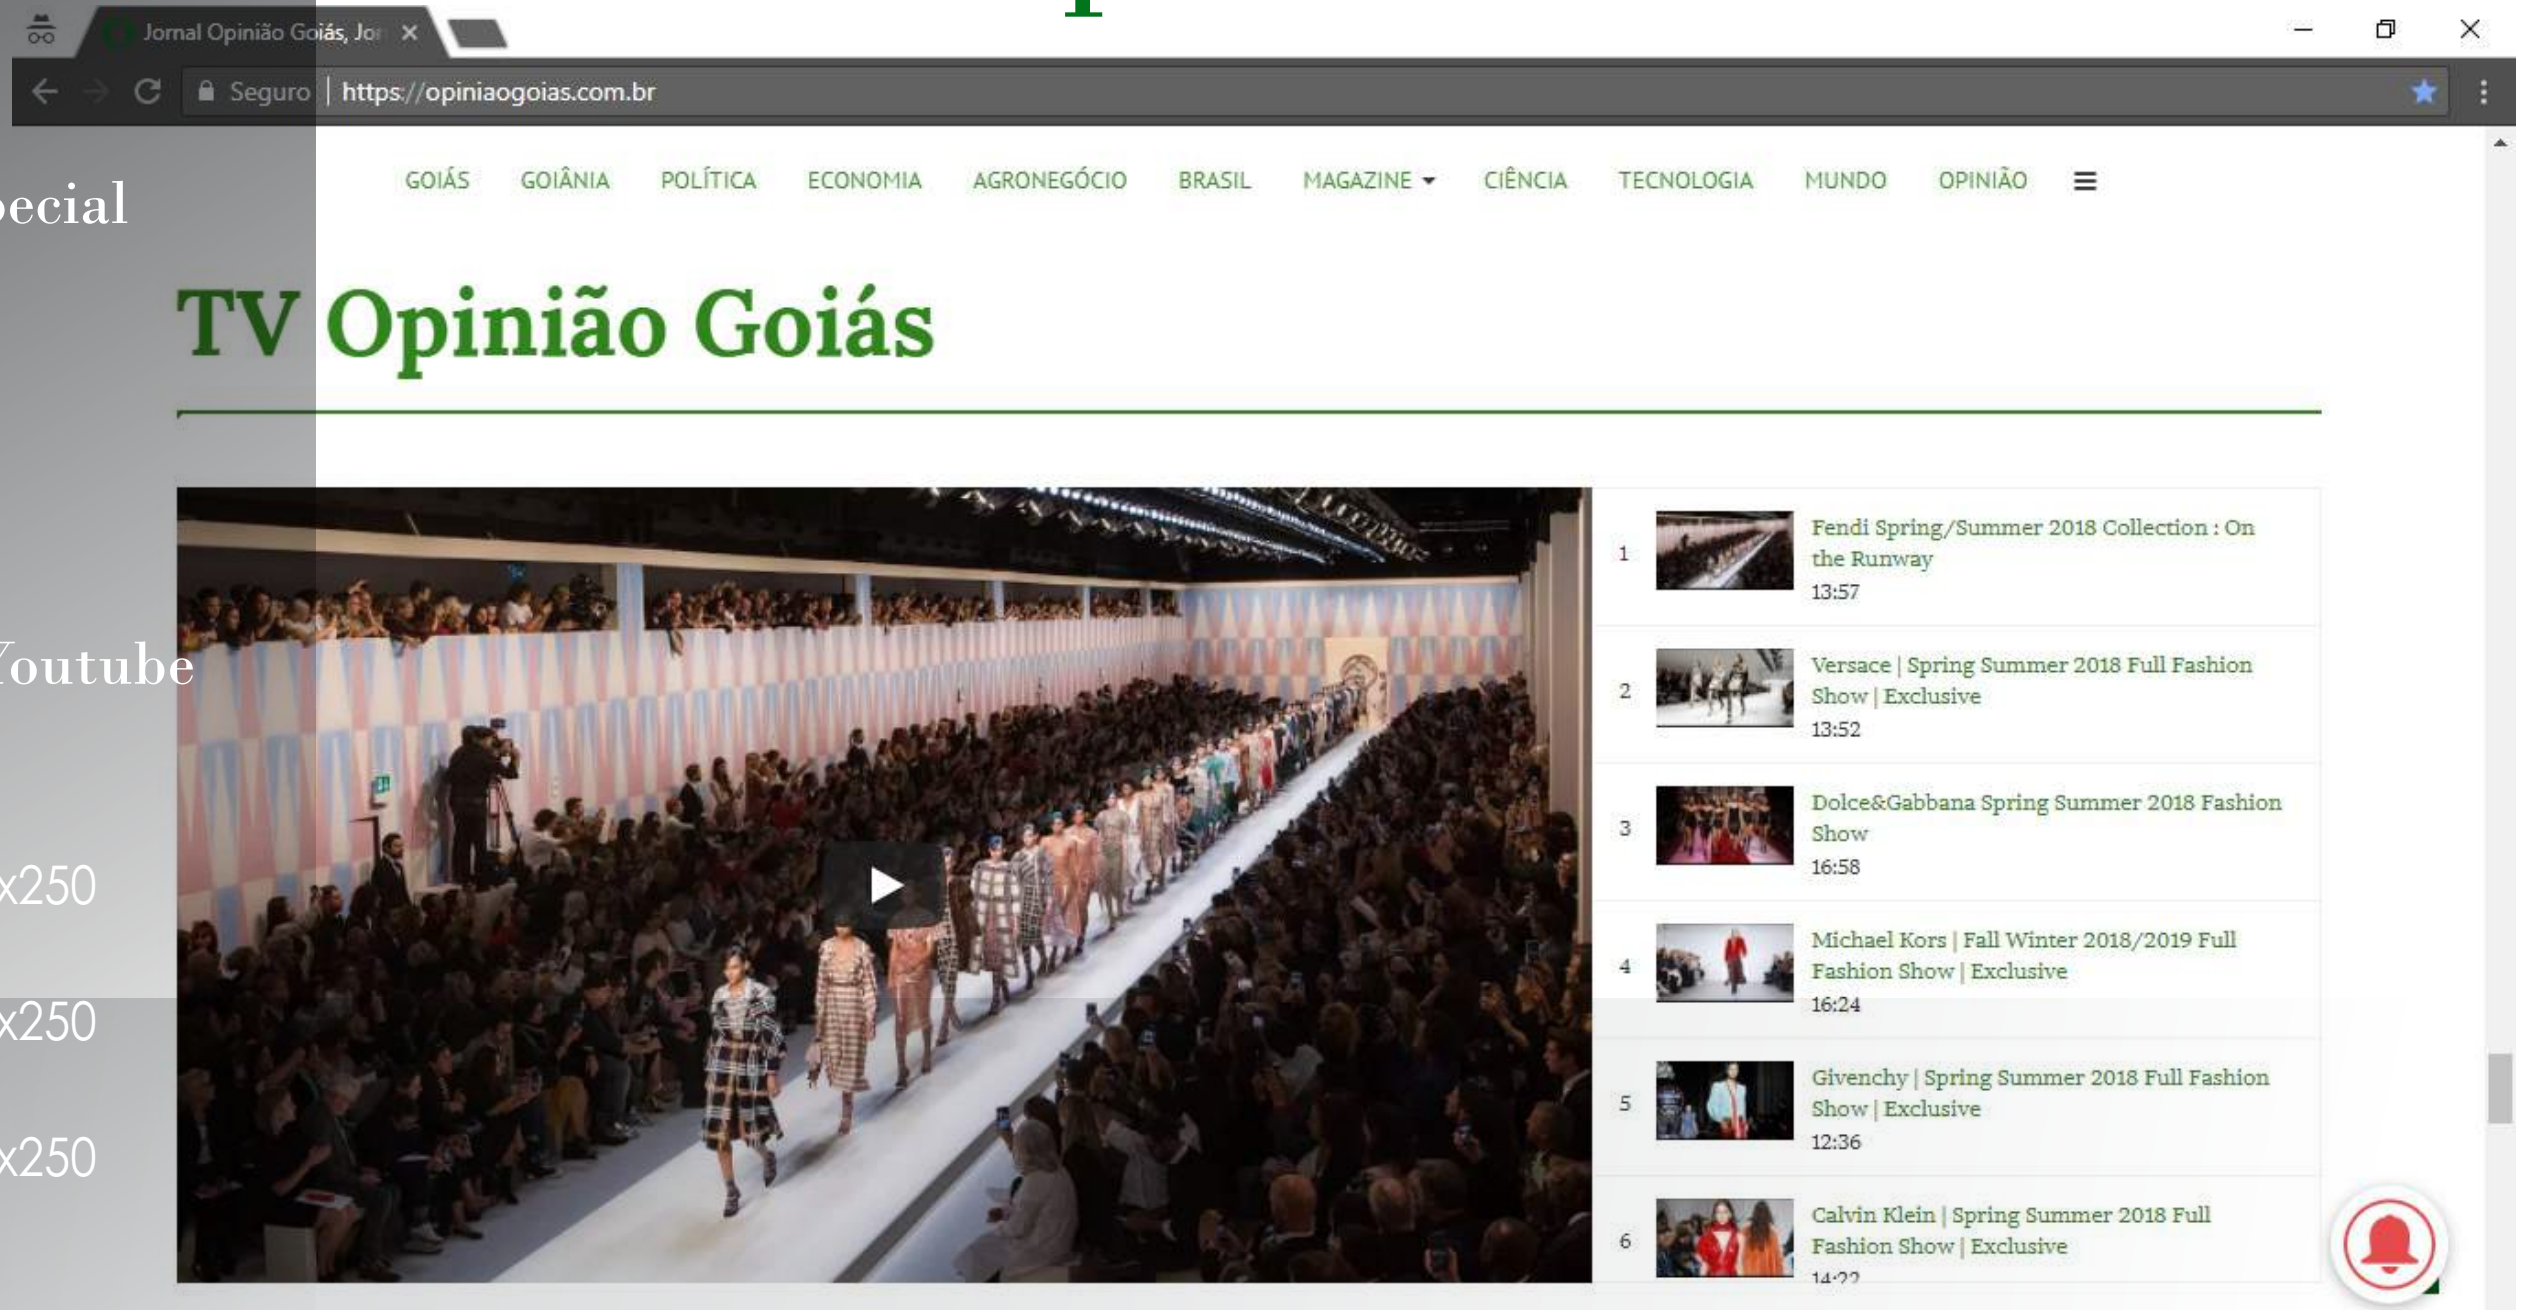 Jornal Opinião Goiás, Jor
Seguro | https://opiniaogoias.com.br
GOIÁS GOIÂNIA POLÍTICA ECONOMIA AGRONEGÓCIO BRASIL MAGAZINE CIÊNCIA TECNOLOGIA MUNDO OPINIÃO
pecial
TV Opinião Goiás
Youtube
x250
x250
x250
1
Fendi Spring/Summer 2018 Collection : On
the Runway
13:57
2
Versace | Spring Summer 2018 Full Fashion
Show | Exclusive
13:52
3
Dolce&Gabbana Spring Summer 2018 Fashion
Show
16:58
4
Michael Kors | Fall Winter 2018/2019 Full
Fashion Show | Exclusive
16:24
5
Givenchy | Spring Summer 2018 Full Fashion
Show | Exclusive
12:36
6
Calvin Klein | Spring Summer 2018 Full
Fashion Show | Exclusive
14:22